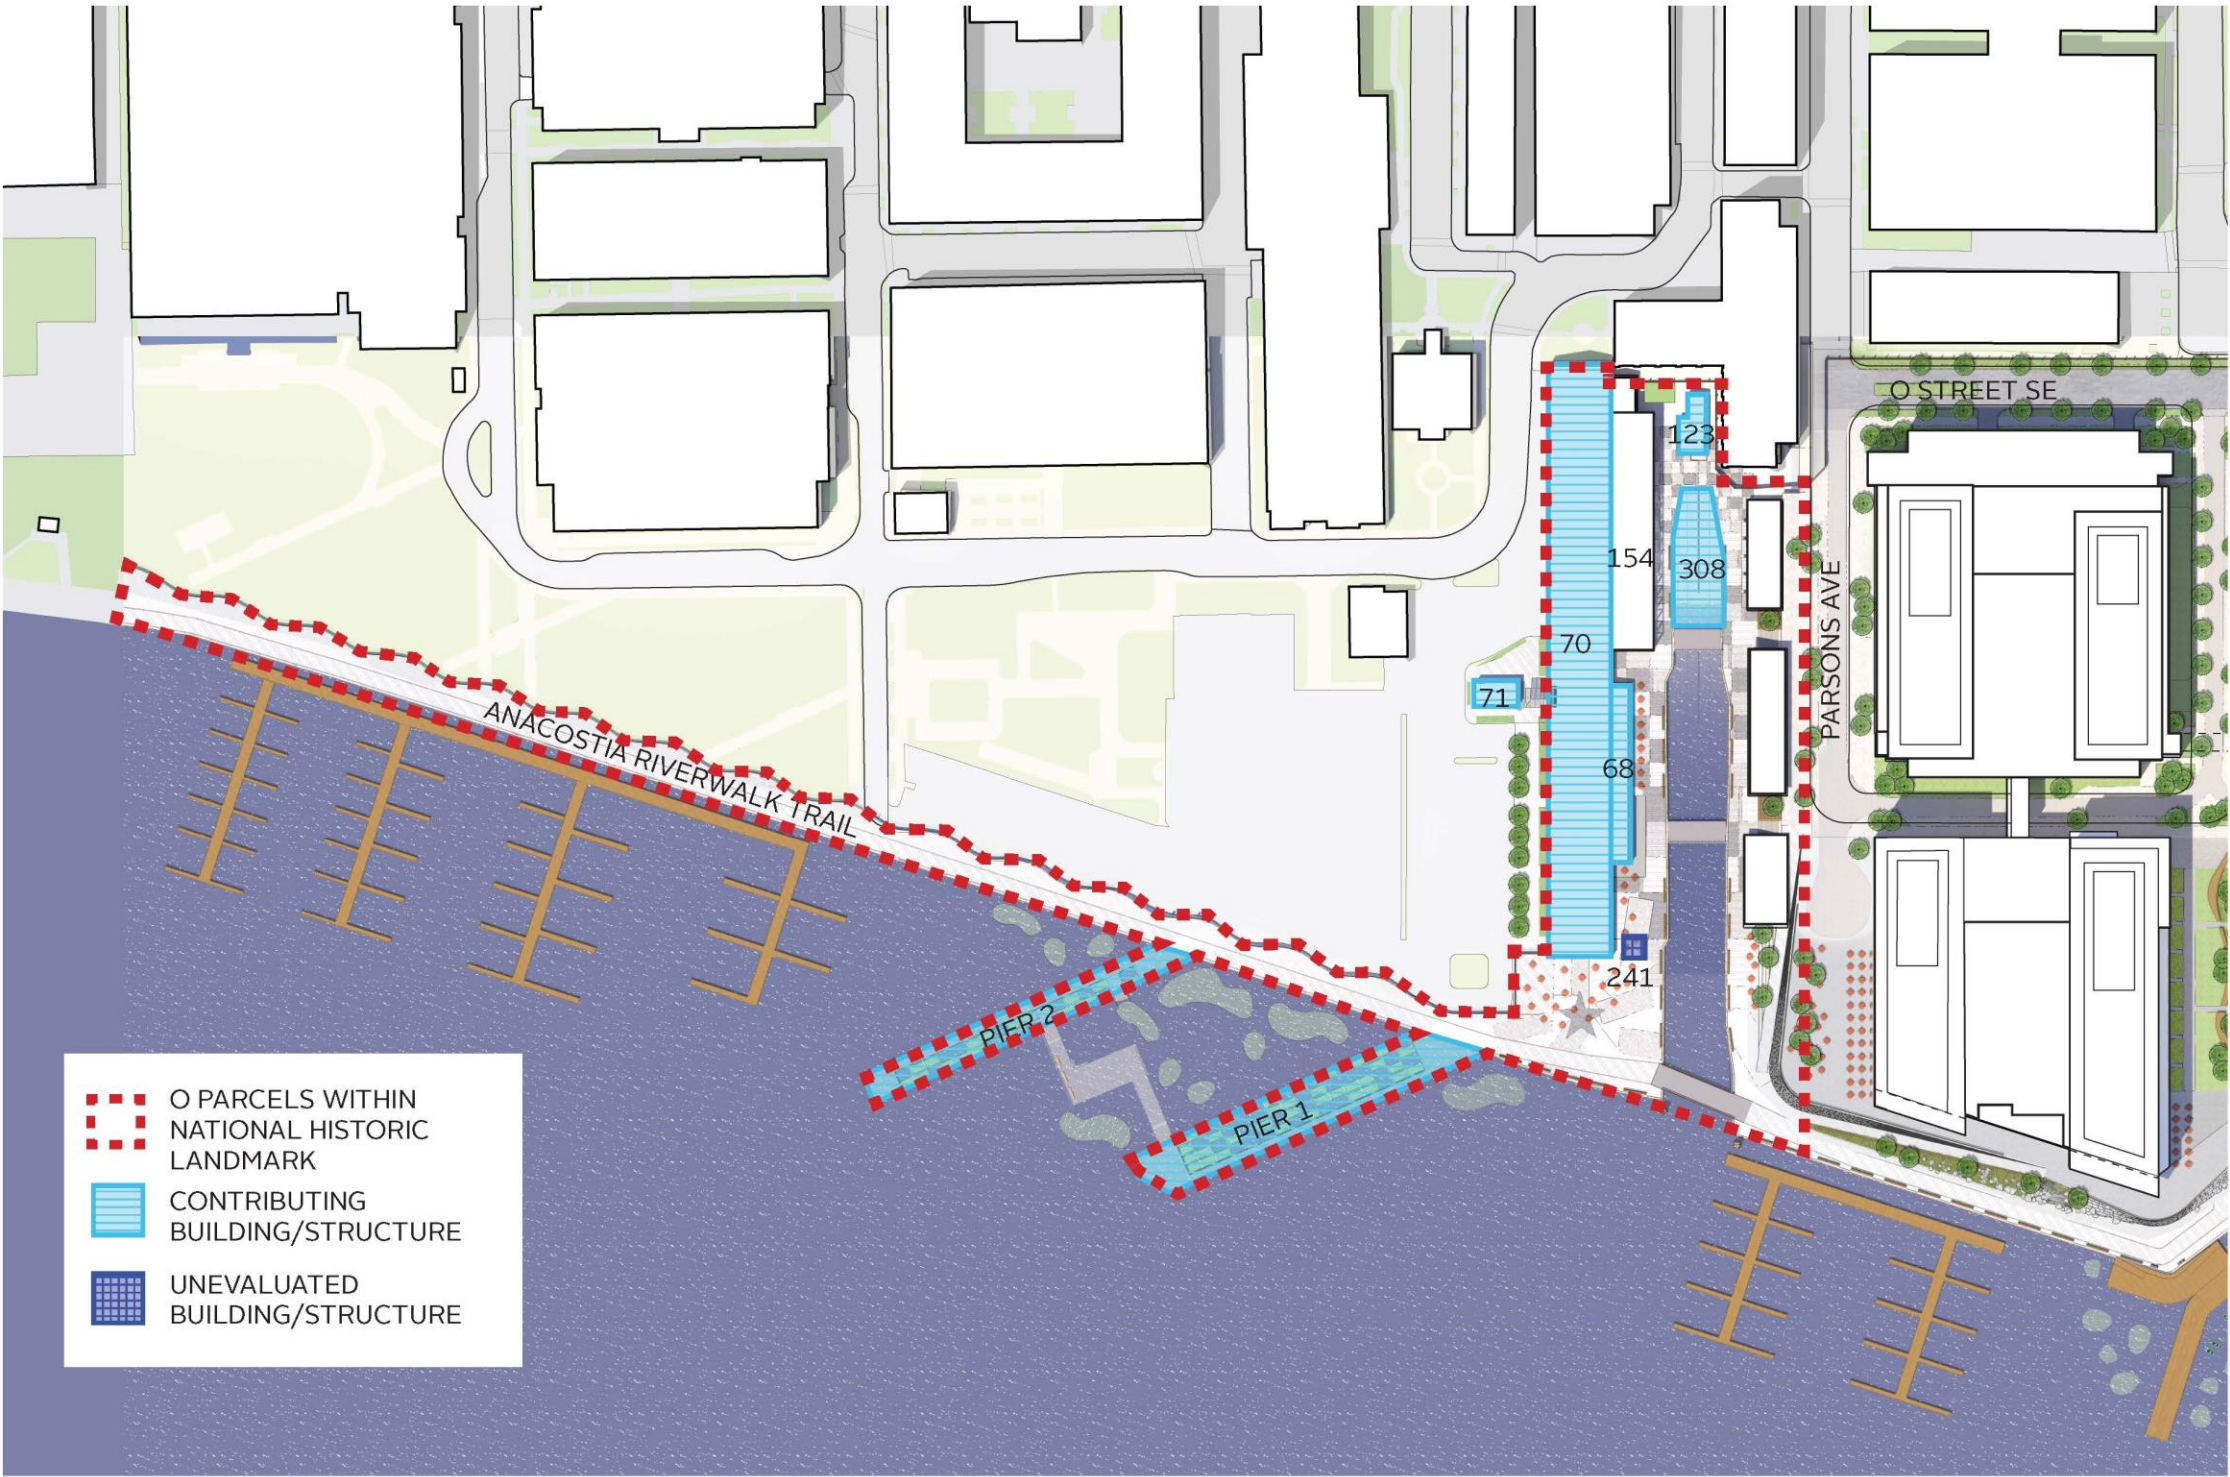 O STREET SE
123
154
308
70
PARSONS AVE
71
68
ANACOSTIA RIVERWALK TRAIL
241
PIER 2
PIER 1
O PARCELS WITHIN
NATIONAL HISTORIC
LANDMARK
CONTRIBUTING
BUILDING/STRUCTURE
UNEVALUATED
BUILDING/STRUCTURE